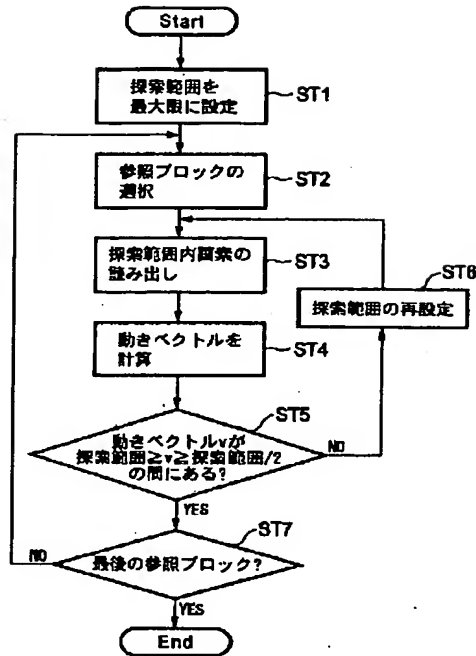 Start
探索範囲を
最大限に設定
ST1
参照ブロックの
選択
ST2
探索範囲内画素の
読み出し
ST3
動きベクトルを
計算
ST4
動きベクトルvが
探索範囲≧v≧探索範囲/2
の間にある?
ST5
NO
探索範囲の再設定
ST6
YES
最後の参照ブロック?
ST7
NO
YES
End